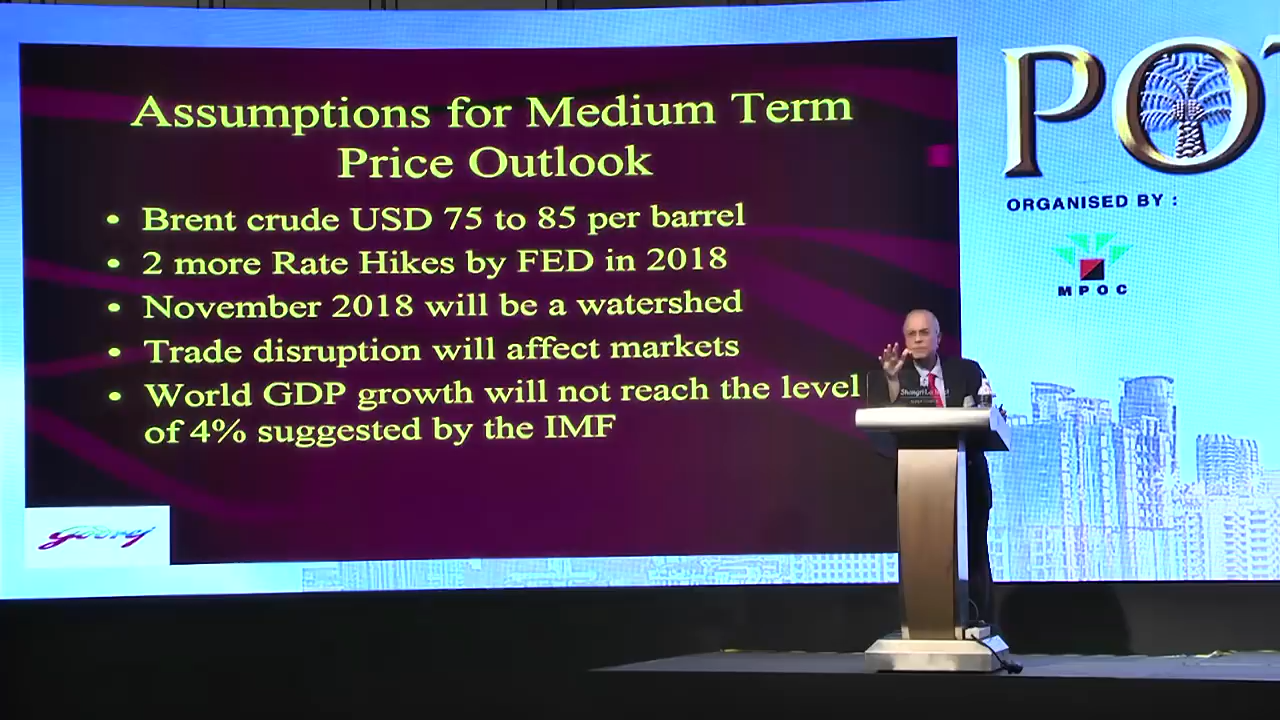 Assumptions for Medium Term
Price Outlook
• Brent crude USD 75 to 85 per barrel
• 2 more Rate Hikes by FED in 2018
• November 2018 will be a watershed
• Trade disruption will affect markets
• World GDP growth will not reach the level
of 4% suggested by the IMF
Godrej
POT
ORGANISED BY :
MPOC